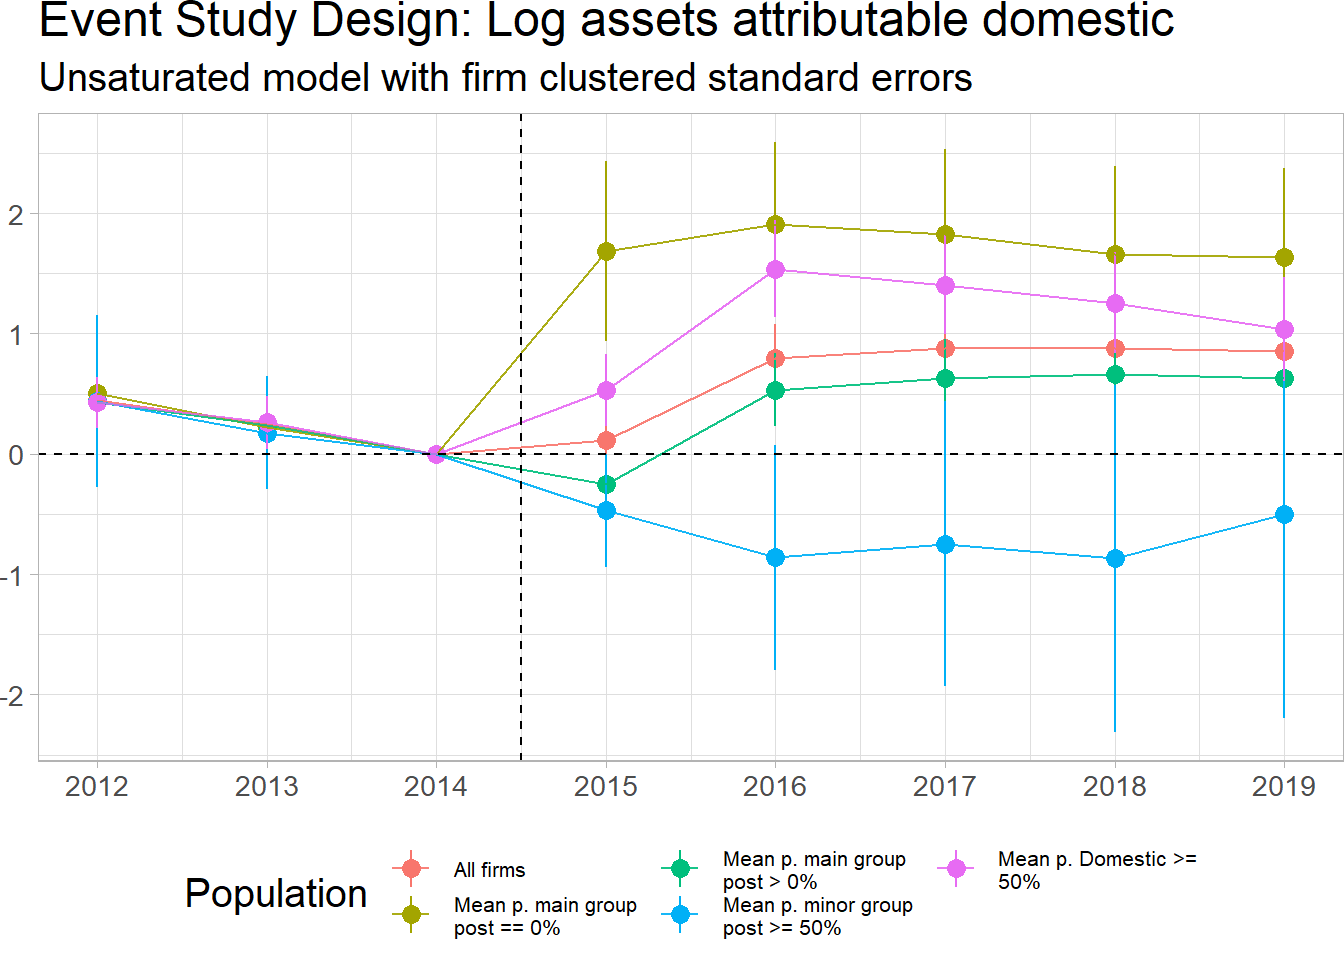 Event Study Design: Log assets attributable domestic
Unsaturated model with firm clustered standard errors
2
1
0
-1
-2
2012 2013 2014 2015 2016 2017 2018 2019
Population
All firms
Mean p. main group
post == 0%
Mean p. main group
post > 0%
Mean p. minor group
post >= 50%
Mean p. Domestic >=
50%